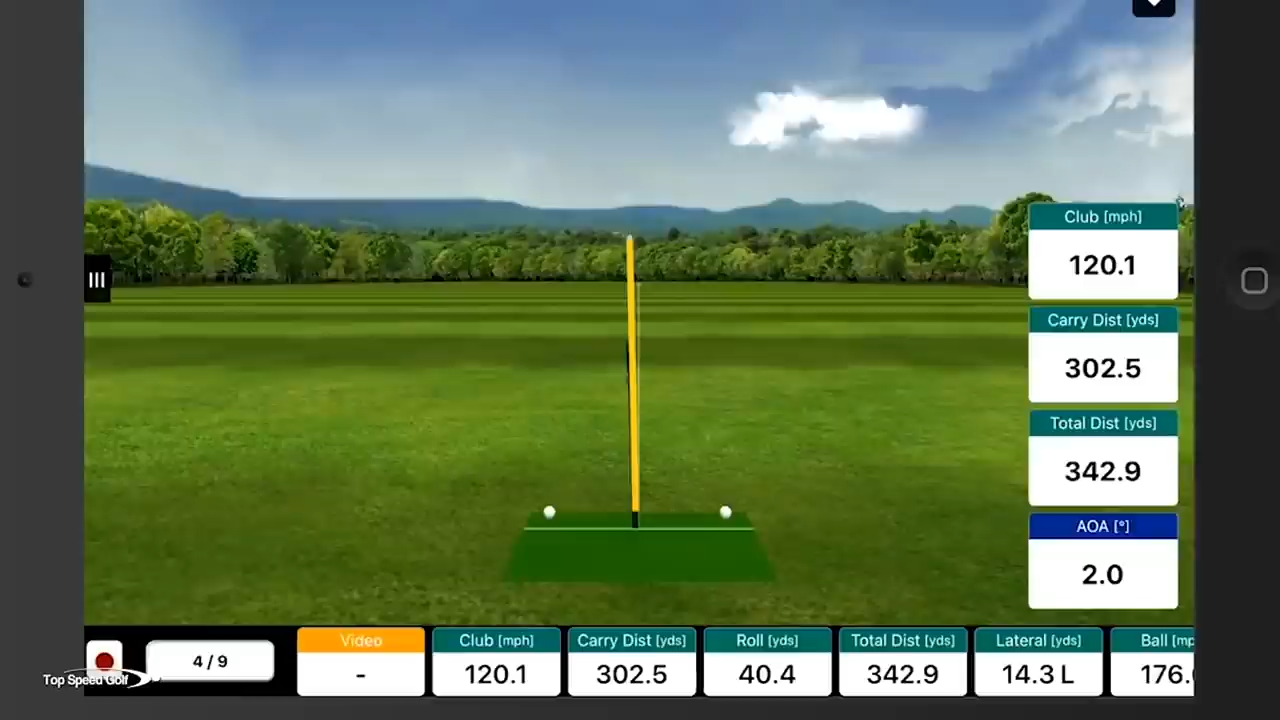 Club [mph]
120.1
Carry Dist [yds]
302.5
Total Dist [yds]
342.9
AOA [°]
2.0
4 / 9
Video
-
Club [mph]
120.1
Carry Dist [yds]
302.5
Roll [yds]
40.4
Total Dist [yds]
342.9
Lateral [yds]
14.3 L
Ball [mp
176.
Top Speed Golf